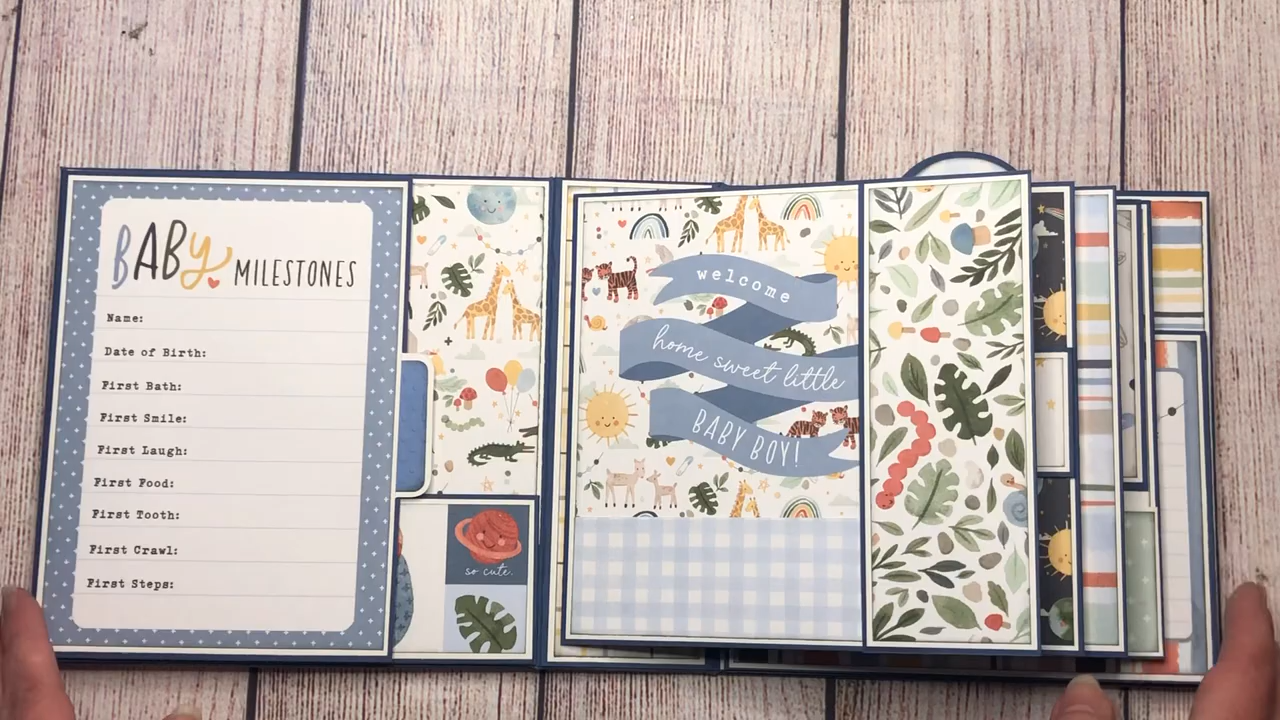 BABY MILESTONES
Name:
Date of Birth:
First Bath:
First Smile:
First Laugh:
First Food:
First Tooth:
First Crawl:
First Steps:
so cute.
welcome
home sweet little
BABY BOY!